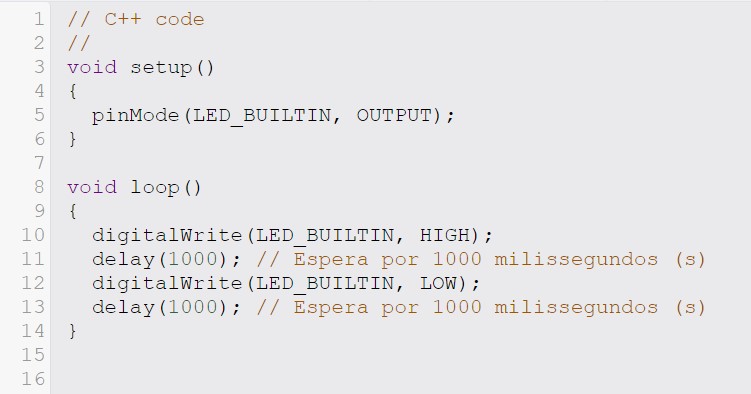 1 // C++ code
2 //
3 void setup()
4 {
5   pinMode(LED_BUILTIN, OUTPUT);
6 }
7
8 void loop()
9 {
10   digitalWrite(LED_BUILTIN, HIGH);
11   delay(1000); // Espera por 1000 milissegundos (s)
12   digitalWrite(LED_BUILTIN, LOW);
13   delay(1000); // Espera por 1000 milissegundos (s)
14 }
15
16